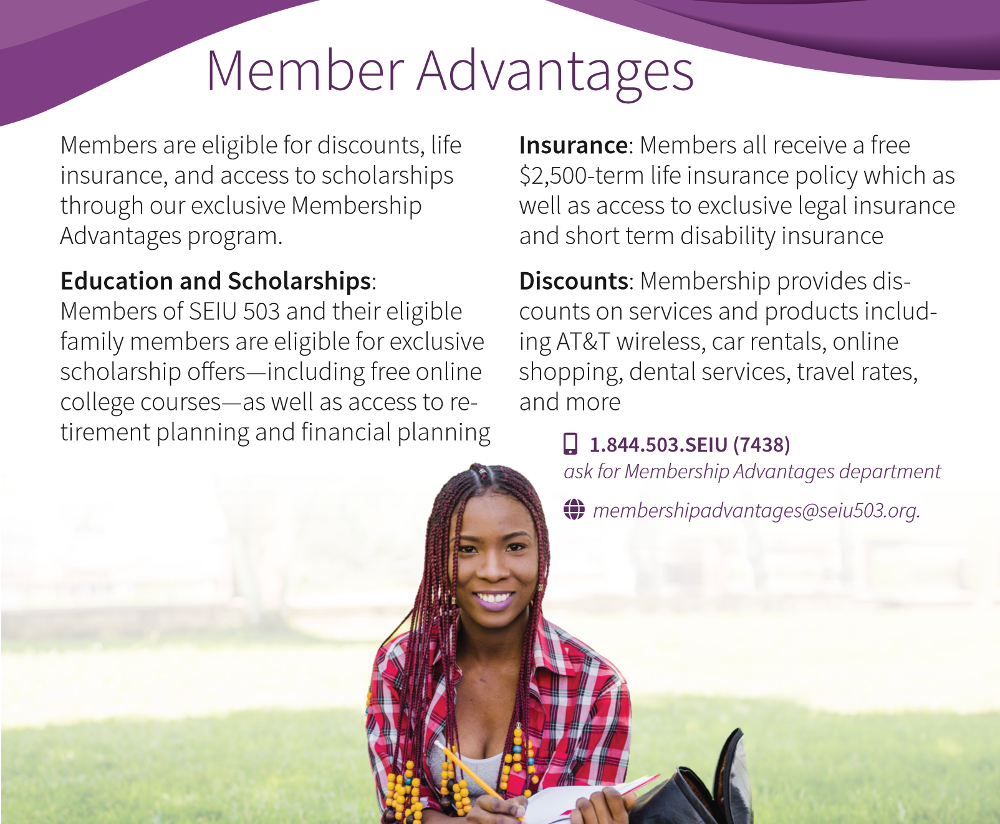 Member Advantages
Members are eligible for discounts, life
insurance, and access to scholarships
through our exclusive Membership
Advantages program.
Education and Scholarships:
Members of SEIU 503 and their eligible
family members are eligible for exclusive
scholarship offers—including free online
college courses—as well as access to re-
tirement planning and financial planning
Insurance: Members all receive a free
$2,500-term life insurance policy which as
well as access to exclusive legal insurance
and short term disability insurance
Discounts: Membership provides dis-
counts on services and products includ-
ing AT&T wireless, car rentals, online
shopping, dental services, travel rates,
and more
1.844.503.SEIU (7438)
ask for Membership Advantages department
membershipadvantages@seiu503.org.